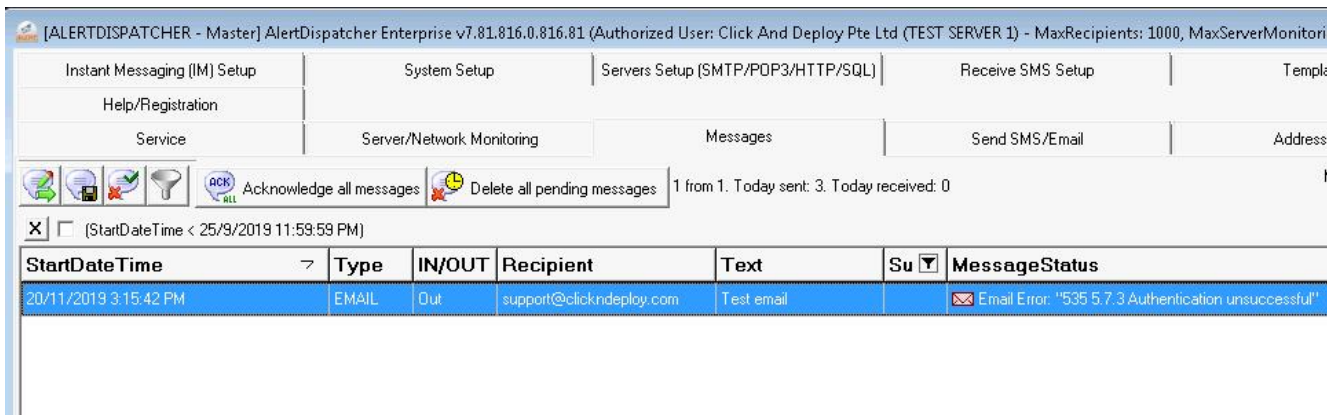 [ALERTDISPATCHER - Master] AlertDispatcher Enterprise v7.81.816.0.816.81 (Authorized User: Click And Deploy Pte Ltd (TEST SERVER 1) - MaxRecipients: 1000, MaxServerMonitori
Instant Messaging (IM) Setup System Setup Servers Setup (SMTP/POP3/HTTP/SQL) Receive SMS Setup Templa
Help/Registration
Service Server/Network Monitoring Messages Send SMS/Email Address
ACK ALL Acknowledge all messages Delete all pending messages 1 from 1. Today sent: 3. Today received: 0
X (StartDateTime < 25/9/2019 11:59:59 PM)
StartDateTime Type IN/OUT Recipient Text Su MessageStatus
20/11/2019 3:15:42 PM EMAIL Out support@clickndeploy.com Test email Email Error: "535 5.7.3 Authentication unsuccessful"